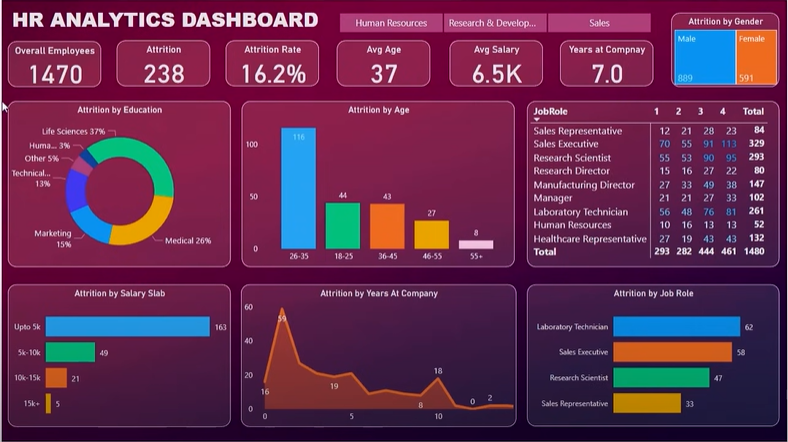 HR ANALYTICS DASHBOARD
Human Resources Research & Develop... Sales
Overall Employees
1470
Attrition
238
Attrition Rate
16.2%
Avg Age
37
Avg Salary
6.5K
Years at Compnay
7.0
Attrition by Gender
Male Female
889 591
Attrition by Education
Life Sciences 37%
Huma... 3%
Other 5%
Technical...
13%
Marketing
15%
Medical 26%
Attrition by Age
100
50
0
116
44
43
27
8
26-35 18-25 36-45 46-55 55+
JobRole 1 2 3 4 Total
Sales Representative 12 21 28 23 84
Sales Executive 70 55 91 113 329
Research Scientist 55 53 90 95 293
Research Director 15 16 27 22 80
Manufacturing Director 27 33 49 38 147
Manager 21 21 27 33 102
Laboratory Technician 56 48 76 81 261
Human Resources 10 16 13 13 52
Healthcare Representative 27 19 43 43 132
Total 293 282 444 461 1480
Attrition by Salary Slab
Upto 5k 163
5k-10k 49
10k-15k 21
15k+ 5
Attrition by Years At Company
60
40
20
0
59
16
19
8
18
0
2
0 5 10
Attrition by Job Role
Laboratory Technician 62
Sales Executive 58
Research Scientist 47
Sales Representative 33